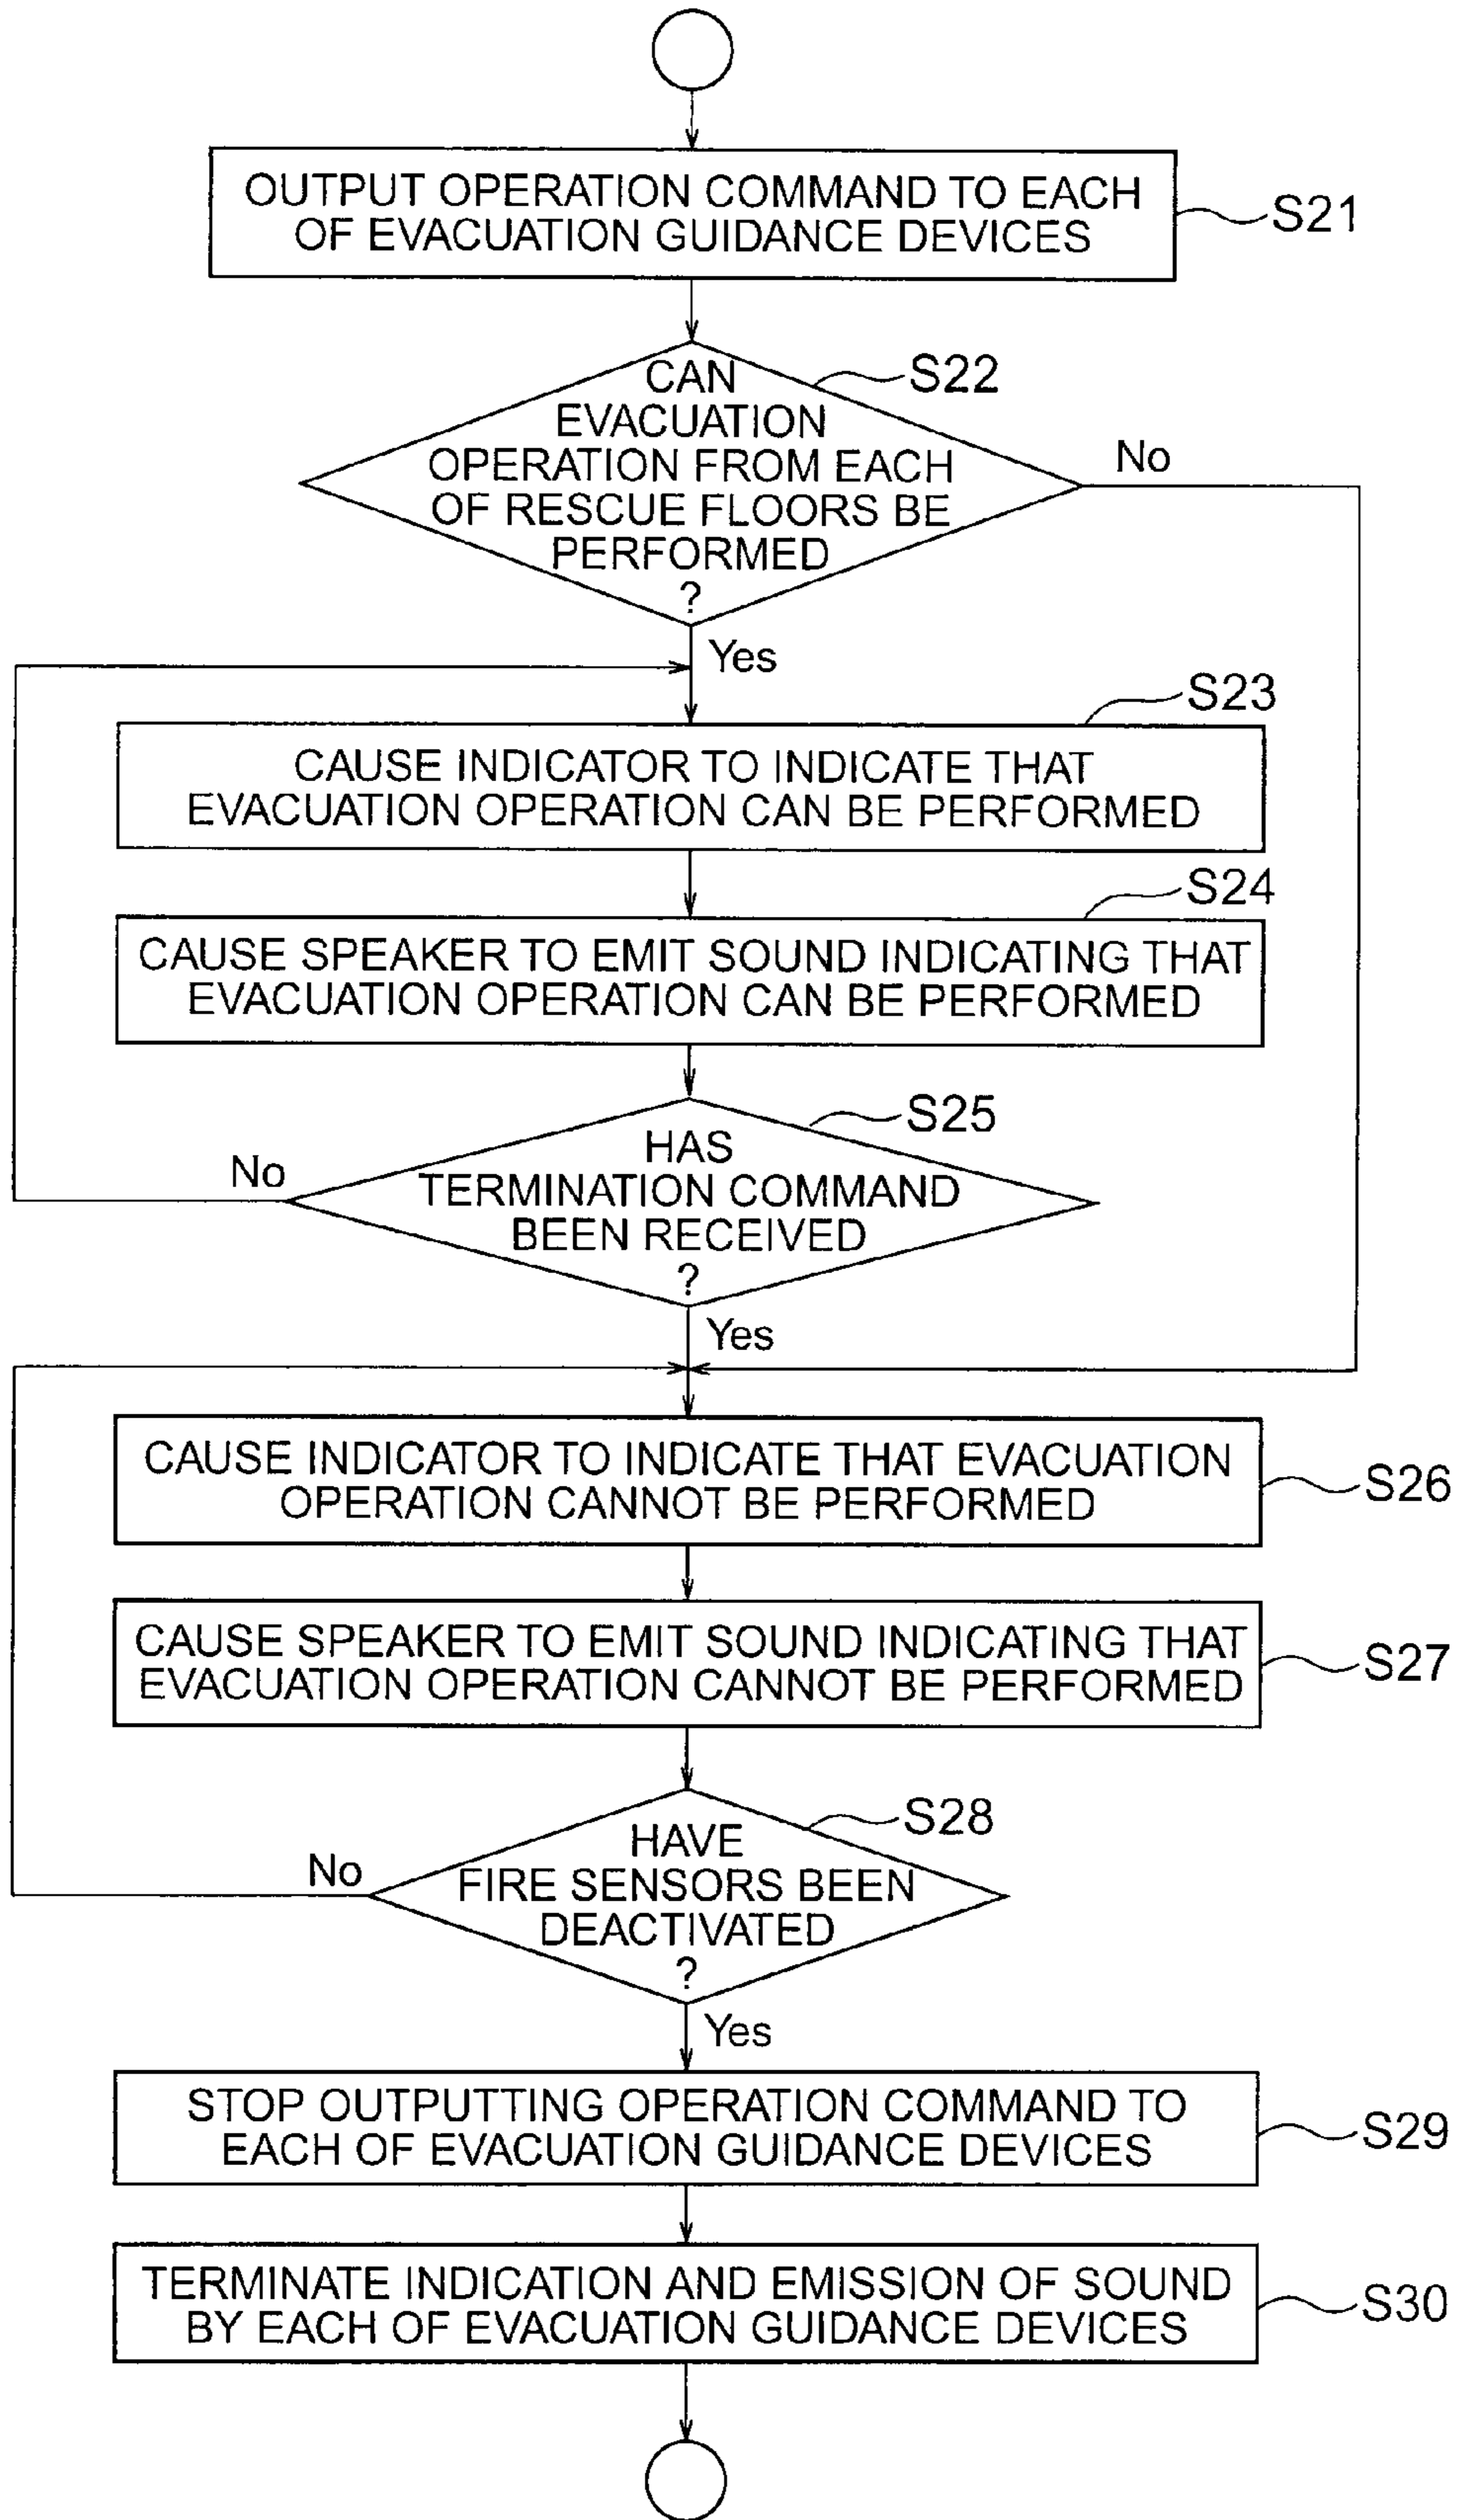 OUTPUT OPERATION COMMAND TO EACH
OF EVACUATION GUIDANCE DEVICES
S21
S22
CAN
EVACUATION
OPERATION FROM EACH
OF RESCUE FLOORS BE
PERFORMED
?
No
Yes
S23
CAUSE INDICATOR TO INDICATE THAT
EVACUATION OPERATION CAN BE PERFORMED
S24
CAUSE SPEAKER TO EMIT SOUND INDICATING THAT
EVACUATION OPERATION CAN BE PERFORMED
S25
HAS
TERMINATION COMMAND
BEEN RECEIVED
?
No
Yes
CAUSE INDICATOR TO INDICATE THAT EVACUATION
OPERATION CANNOT BE PERFORMED
S26
CAUSE SPEAKER TO EMIT SOUND INDICATING THAT
EVACUATION OPERATION CANNOT BE PERFORMED
S27
S28
HAVE
FIRE SENSORS BEEN
DEACTIVATED
?
No
Yes
STOP OUTPUTTING OPERATION COMMAND TO
EACH OF EVACUATION GUIDANCE DEVICES
S29
TERMINATE INDICATION AND EMISSION OF SOUND
BY EACH OF EVACUATION GUIDANCE DEVICES
S30